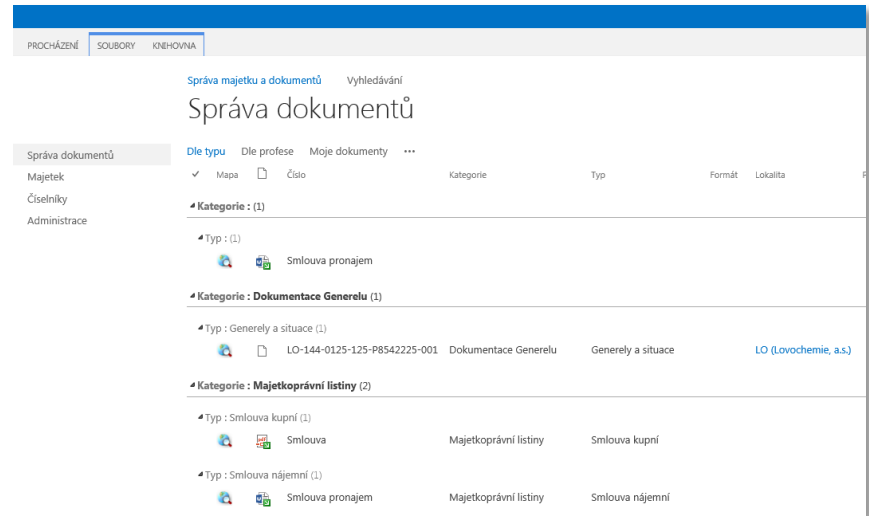 PROCHÁZENÍ SOUBORY KNIHOVNA
Správa majetku a dokumentů Vyhledávání
Správa dokumentů
Správa dokumentů
Majetek
Číselníky
Administrace
Dle typu Dle profese Moje dokumenty ···
Mapa Číslo Kategorie Typ Formát Lokalita
Kategorie : (1)
Typ : (1)
Smlouva pronajem
Kategorie : Dokumentace Generelu (1)
Typ : Generely a situace (1)
LO-144-0125-125-P8542225-001 Dokumentace Generelu Generely a situace LO (Lovochemie, a.s.)
Kategorie : Majetkoprávní listiny (2)
Typ : Smlouva kupní (1)
Smlouva Majetkoprávní listiny Smlouva kupní
Typ : Smlouva nájemní (1)
Smlouva pronajem Majetkoprávní listiny Smlouva nájemní